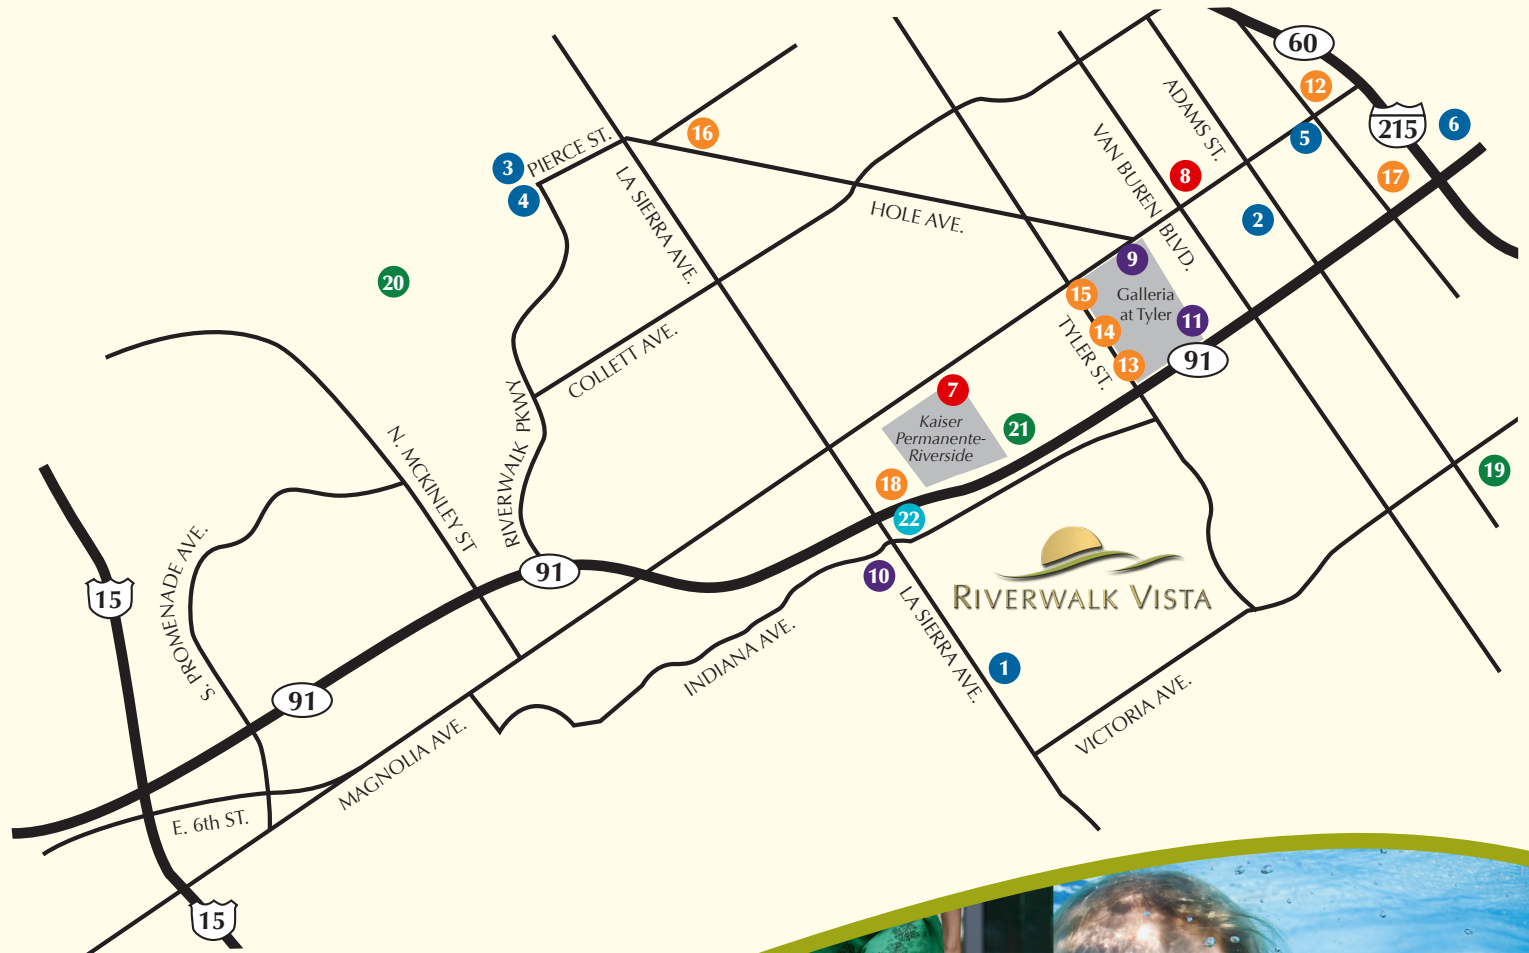 60
12
215
6
5
ADAMS ST.
VAN BUREN BLVD.
16
PIERCE ST.
3
4
8
17
2
LA SIERRA AVE.
HOLE AVE.
9
20
15
Galleria
at Tyler
11
14
TYLER ST.
13
91
COLLETT AVE.
7
Kaiser
Permanente-
Riverside
21
RIVERWALK PKWY
N. MCKINLEY ST
19
18
22
S. PROMENADE AVE.
91
10
RIVERWALK VISTA
15
LA SIERRA AVE.
INDIANA AVE.
1
91
VICTORIA AVE.
MAGNOLIA AVE.
E. 6th ST.
15